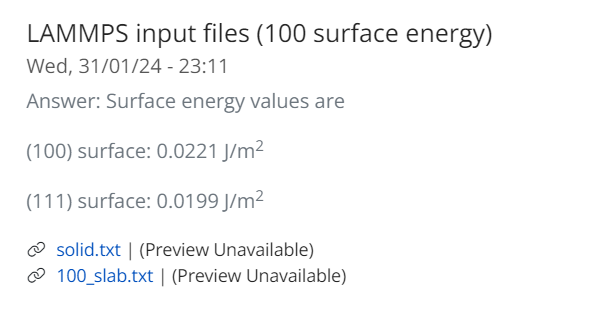 LAMMPS input files (100 surface energy)
Wed, 31/01/24 - 23:11
Answer: Surface energy values are
(100) surface: 0.0221 J/m²
(111) surface: 0.0199 J/m²
solid.txt | (Preview Unavailable)
100_slab.txt | (Preview Unavailable)